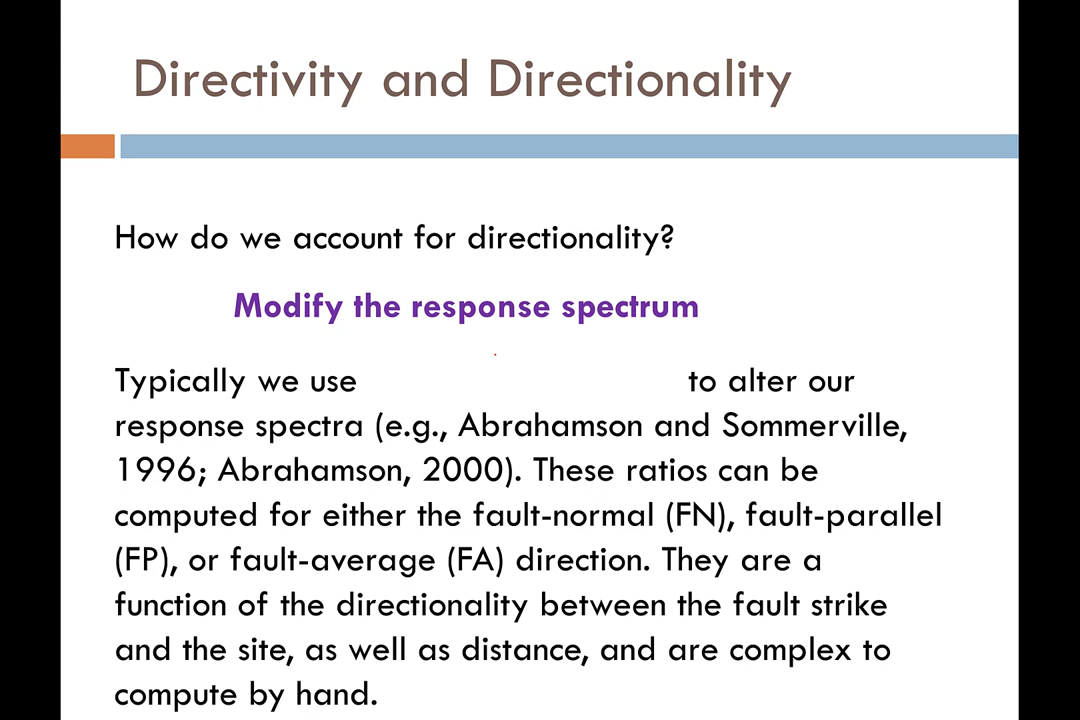 Directivity and Directionality
How do we account for directionality?
Modify the response spectrum
Typically we use to alter our
response spectra (e.g., Abrahamson and Sommerville,
1996; Abrahamson, 2000). These ratios can be
computed for either the fault-normal (FN), fault-parallel
(FP), or fault-average (FA) direction. They are a
function of the directionality between the fault strike
and the site, as well as distance, and are complex to
compute by hand.